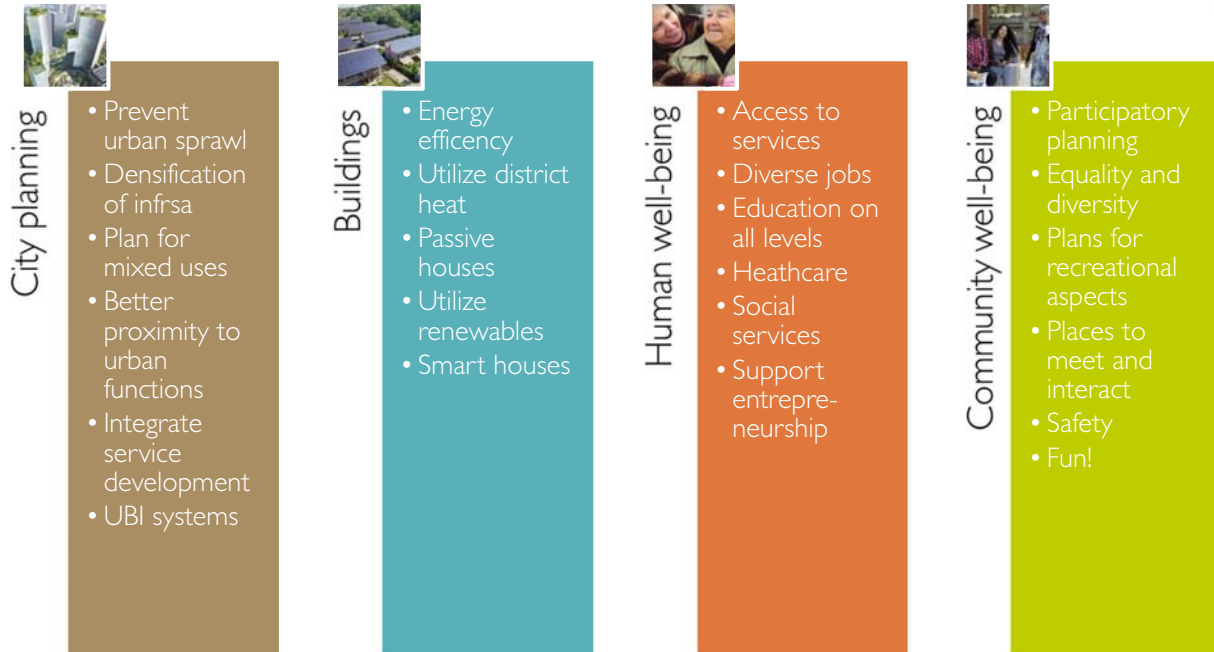 City planning
• Prevent
urban sprawl
• Densification
of infrsa
• Plan for
mixed uses
• Better
proximity to
urban
functions
• Integrate
service
development
• UBI systems
Buildings
• Energy
efficency
• Utilize district
heat
• Passive
houses
• Utilize
renewables
• Smart houses
Human well-being
• Access to
services
• Diverse jobs
• Education on
all levels
• Heathcare
• Social
services
• Support
entrepre-
neurship
Community well-being
• Participatory
planning
• Equality and
diversity
• Plans for
recreational
aspects
• Places to
meet and
interact
• Safety
• Fun!